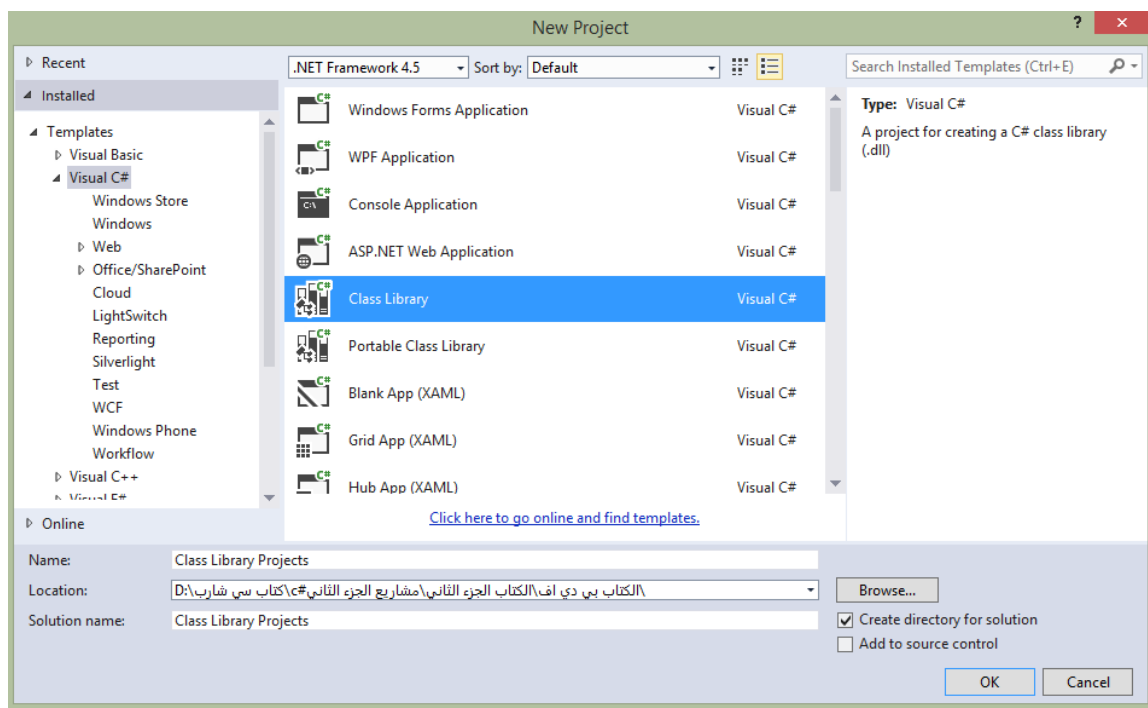 New Project
? ×
Recent
.NET Framework 4.5 Sort by: Default
Search Installed Templates (Ctrl+E)
Installed
Templates
Visual Basic
Visual C#
Windows Store
Windows
Web
Office/SharePoint
Cloud
LightSwitch
Reporting
Silverlight
Test
WCF
Windows Phone
Workflow
Visual C++
Visual F#
Online
Windows Forms Application Visual C#
WPF Application Visual C#
Console Application Visual C#
ASP.NET Web Application Visual C#
Class Library Visual C#
Portable Class Library Visual C#
Blank App (XAML) Visual C#
Grid App (XAML) Visual C#
Hub App (XAML) Visual C#
Click here to go online and find templates.
Type: Visual C#
A project for creating a C# class library
(.dll)
Name: Class Library Projects
Location: D:\كتاب سي شارب\c#\الكتاب بي دي اف\الكتاب الجزء الثاني\مشاريع الجزء الثاني\
Browse...
Solution name: Class Library Projects
Create directory for solution
Add to source control
OK Cancel